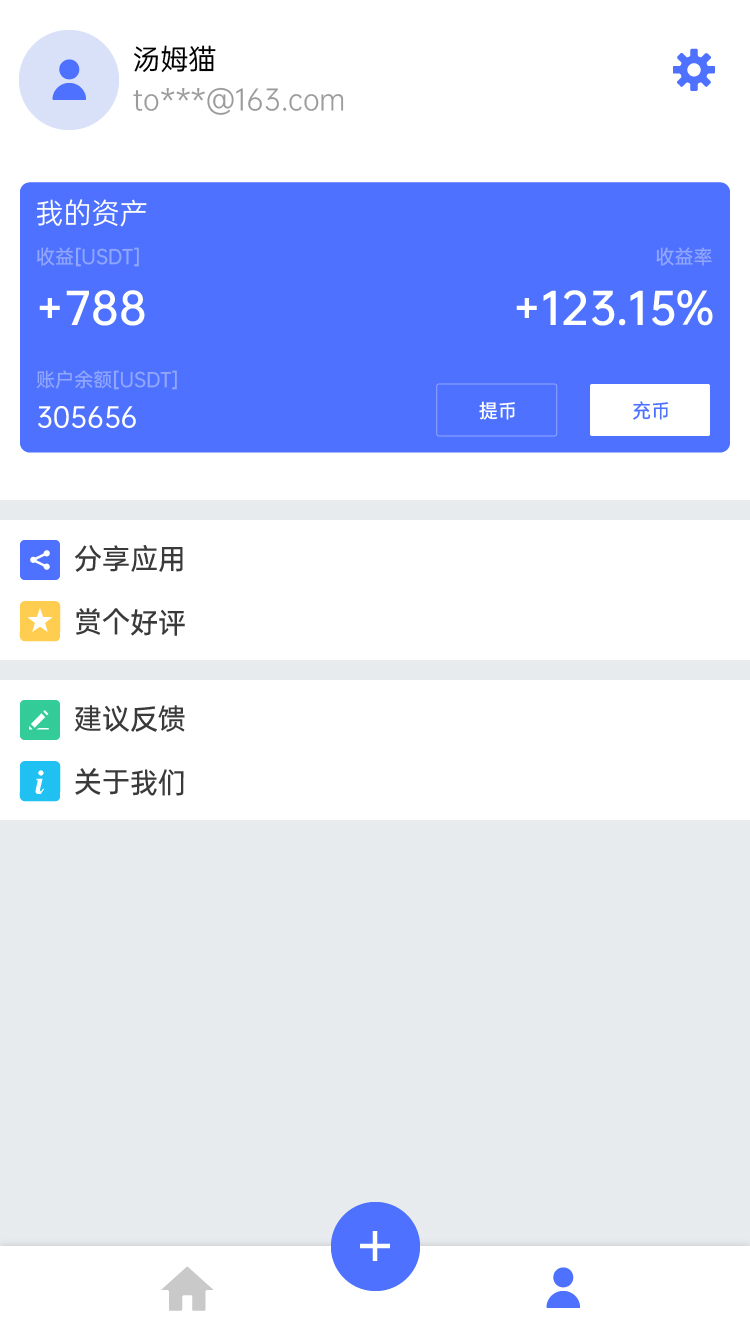 汤姆猫
to***@163.com
我的资产
收益[USDT] 收益率
+788 +123.15%
账户余额[USDT]
305656
提币 充币
分享应用
赏个好评
建议反馈
关于我们